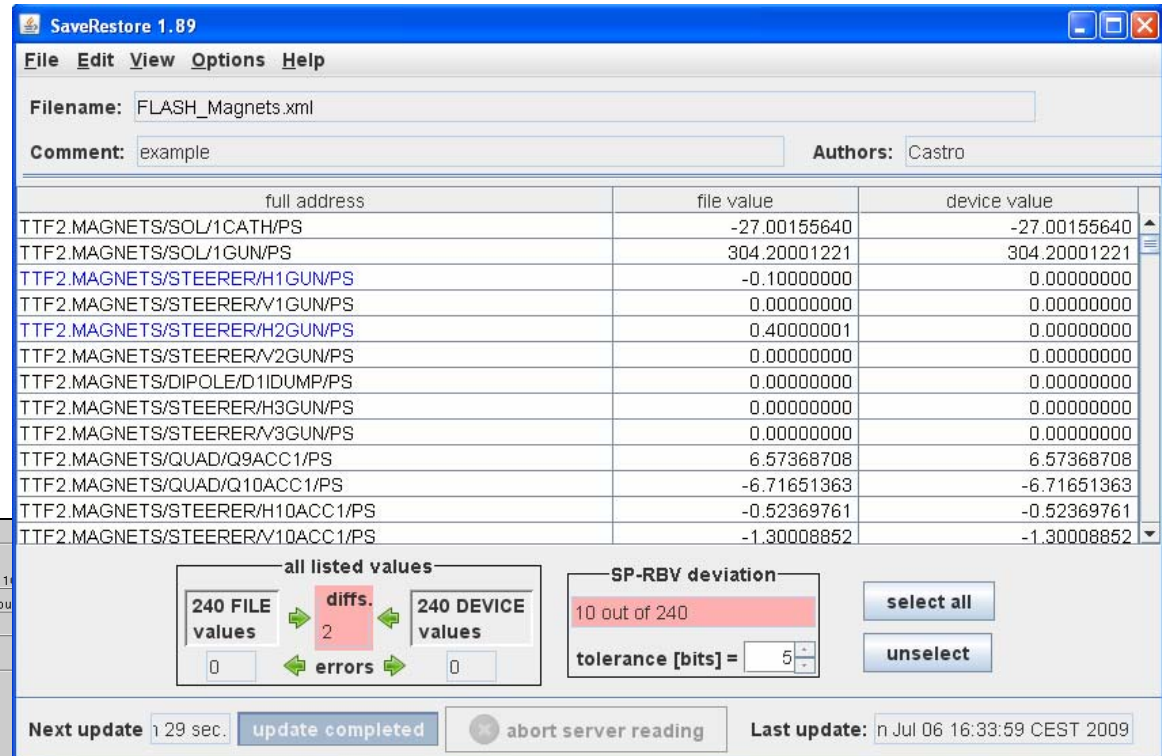 SaveRestore 1.89
File Edit View Options Help
Filename: FLASH_Magnets.xml
Comment: example Authors: Castro
full address file value device value
TTF2.MAGNETS/SOL/1CATH/PS -27.00155640 -27.00155640
TTF2.MAGNETS/SOL/1GUN/PS 304.20001221 304.20001221
TTF2.MAGNETS/STEERER/H1GUN/PS -0.10000000 0.00000000
TTF2.MAGNETS/STEERER/V1GUN/PS 0.00000000 0.00000000
TTF2.MAGNETS/STEERER/H2GUN/PS 0.40000001 0.00000000
TTF2.MAGNETS/STEERER/V2GUN/PS 0.00000000 0.00000000
TTF2.MAGNETS/DIPOLE/D1IDUMP/PS 0.00000000 0.00000000
TTF2.MAGNETS/STEERER/H3GUN/PS 0.00000000 0.00000000
TTF2.MAGNETS/STEERER/V3GUN/PS 0.00000000 0.00000000
TTF2.MAGNETS/QUAD/Q9ACC1/PS 6.57368708 6.57368708
TTF2.MAGNETS/QUAD/Q10ACC1/PS -6.71651363 -6.71651363
TTF2.MAGNETS/STEERER/H10ACC1/PS -0.52369761 -0.52369761
TTF2.MAGNETS/STEERER/V10ACC1/PS -1.30008852 -1.30008852
all listed values
240 FILE values
diffs. 2
240 DEVICE values
0 errors 0
SP-RBV deviation
10 out of 240
tolerance [bits] = 5
select all
unselect
Next update 29 sec. update completed abort server reading Last update: n Jul 06 16:33:59 CEST 2009